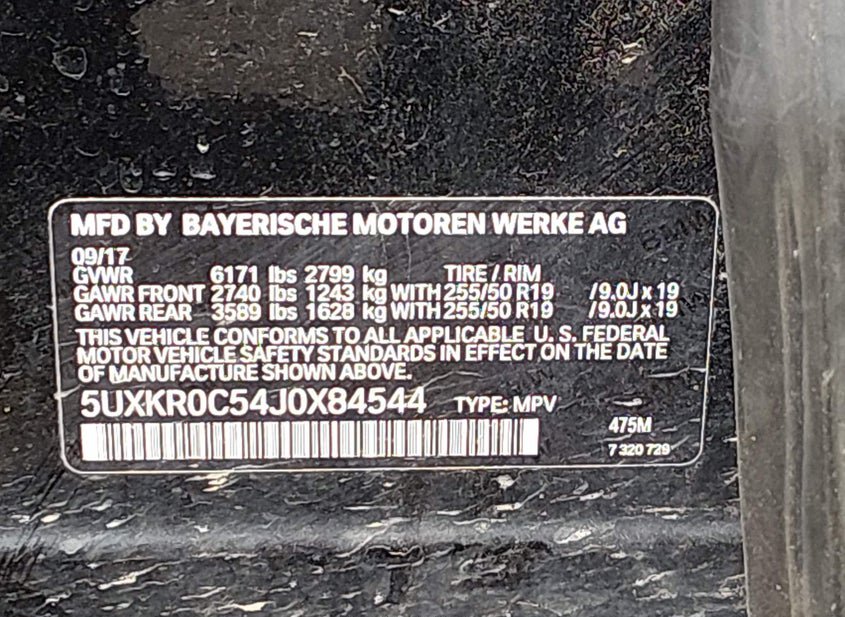 MFD BY BAYERISCHE MOTOREN WERKE AG
09/17
GVWR 6171 lbs 2799 kg TIRE / RIM
GAWR FRONT 2740 lbs 1243 kg WITH 255/50 R19 /9.0J x 19
GAWR REAR 3589 lbs 1628 kg WITH 255/50 R19 /9.0J x 19
THIS VEHICLE CONFORMS TO ALL APPLICABLE U. S. FEDERAL
MOTOR VEHICLE SAFETY STANDARDS IN EFFECT ON THE DATE
OF MANUFACTURE SHOWN ABOVE.
5UXKR0C54J0X84544 TYPE: MPV
475M
7 320 729